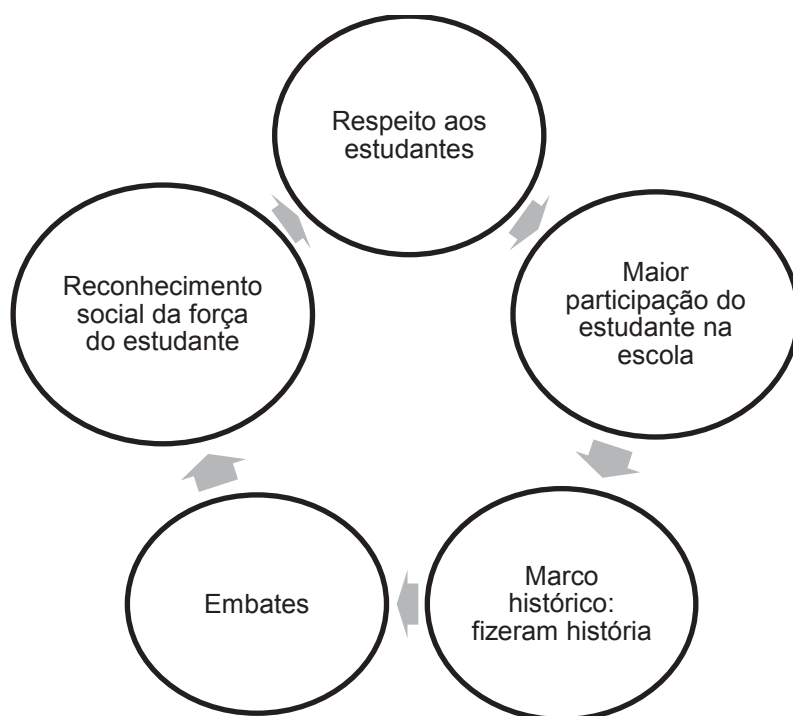 Respeito aos
estudantes
Maior
participação do
estudante na
escola
Marco
histórico:
fizeram história
Embates
Reconhecimento
social da força
do estudante